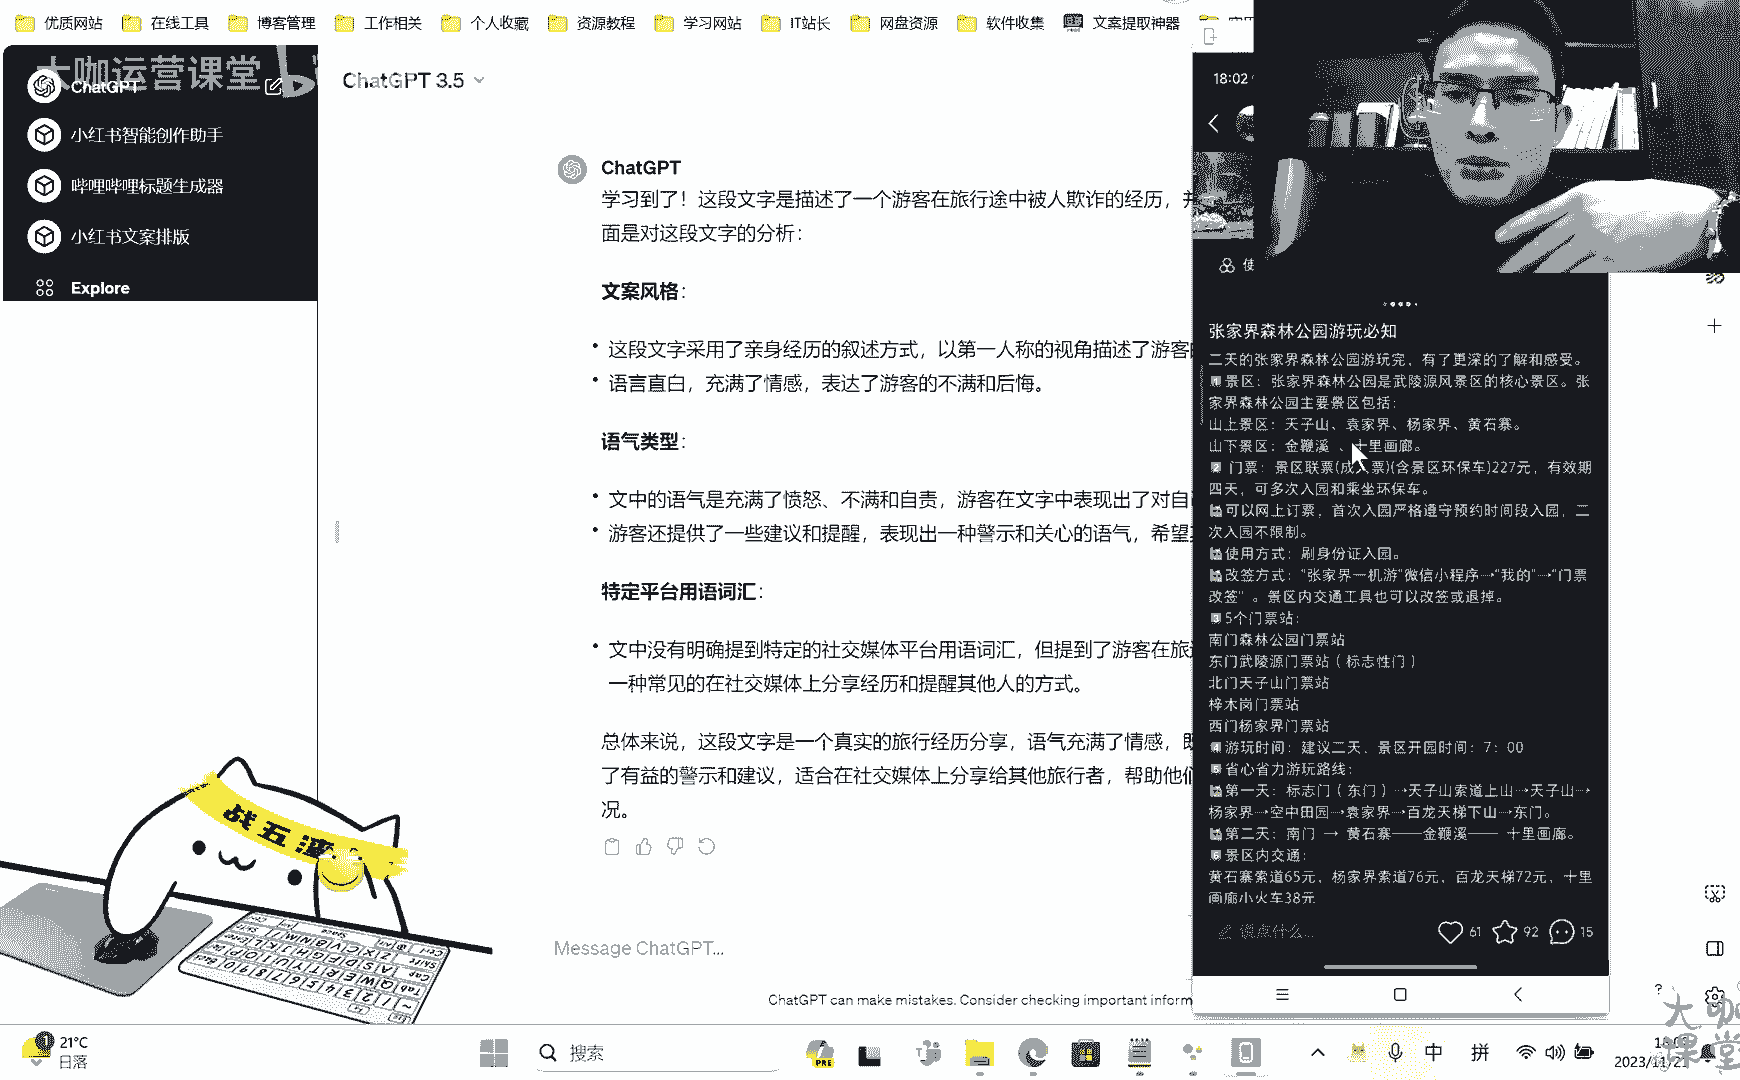 优质网站 在线工具 博客管理 工作相关 个人收藏 资源教程 学习网站 IT站长 网盘资源 软件收集 文案提取神器
大咖运营课堂
ChatGPT
小红书智能创作助手
哔哩哔哩标题生成器
小红书文案排版
Explore
ChatGPT 3.5
ChatGPT
学习到了！这段文字是描述了一个游客在旅行途中被人欺诈的经历，并
面是对这段文字的分析：
文案风格：
• 这段文字采用了亲身经历的叙述方式，以第一人称的视角描述了游客的
• 语言直白，充满了情感，表达了游客的不满和后悔。
语气类型：
• 文中的语气是充满了愤怒、不满和自责，游客在文字中表现出了对自
• 游客还提供了一些建议和提醒，表现出一种警示和关心的语气，希望
特定平台用语词汇：
• 文中没有明确提到特定的社交媒体平台用语词汇，但提到了游客在旅
一种常见的在社交媒体上分享经历和提醒其他人的方式。
总体来说，这段文字是一个真实的旅行经历分享，语气充满了情感，既
了有益的警示和建议，适合在社交媒体上分享给其他旅行者，帮助他们
况。
Message ChatGPT...
ChatGPT can make mistakes. Consider checking important inform
18:02
使
张家界森林公园游玩必知
二天的张家界森林公园游玩完，有了更深的了解和感受。
1景区：张家界森林公园是武陵源风景区的核心景区。张
家界森林公园主要景区包括：
山上景区：天子山、袁家界、杨家界、黄石寨。
山下景区：金鞭溪 、十里画廊。
2 门票：景区联票(成人票)(含景区环保车)227元，有效期
四天，可多次入园和乘坐环保车。
可以网上订票，首次入园严格遵守预约时间段入园，二
次入园不限制。
使用方式：刷身份证入园。
改签方式："张家界一机游"微信小程序→"我的"→"门票
改签" 。景区内交通工具也可以改签或退掉。
3 5个门票站：
南门森林公园门票站
东门武陵源门票站（标志性门）
北门天子山门票站
梓木岗门票站
西门杨家界门票站
4游玩时间：建议二天、景区开园时间：7：00
5省心省力游玩路线：
第一天：标志门（东门）→天子山索道上山→天子山→
杨家界→空中田园→袁家界→百龙天梯下山→东门。
第二天：南门 → 黄石寨——金鞭溪—— 十里画廊。
6景区内交通：
黄石寨索道65元，杨家界索道76元，百龙天梯72元，十里
画廊小火车38元
说点什么... 61 92 15
21°C
日落
搜索
PRE
中 拼
2023/11/21